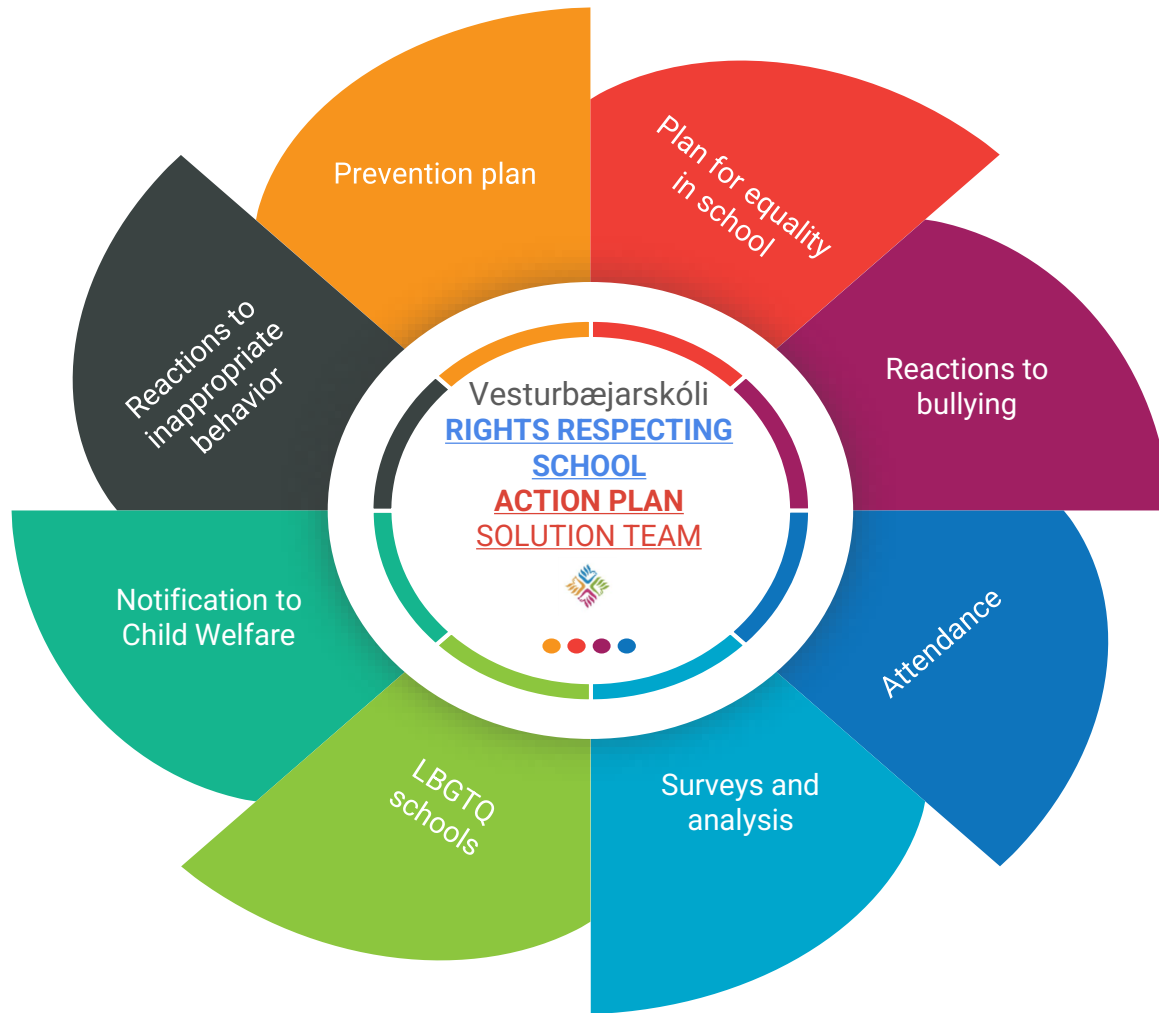 Prevention plan
Plan for equality
in school
Reactions to
bullying
Attendance
Surveys and
analysis
LBGTQ
schools
Notification to
Child Welfare
Reactions to
inappropriate
behavior
Vesturbæjarskóli
RIGHTS RESPECTING
SCHOOL
ACTION PLAN
SOLUTION TEAM